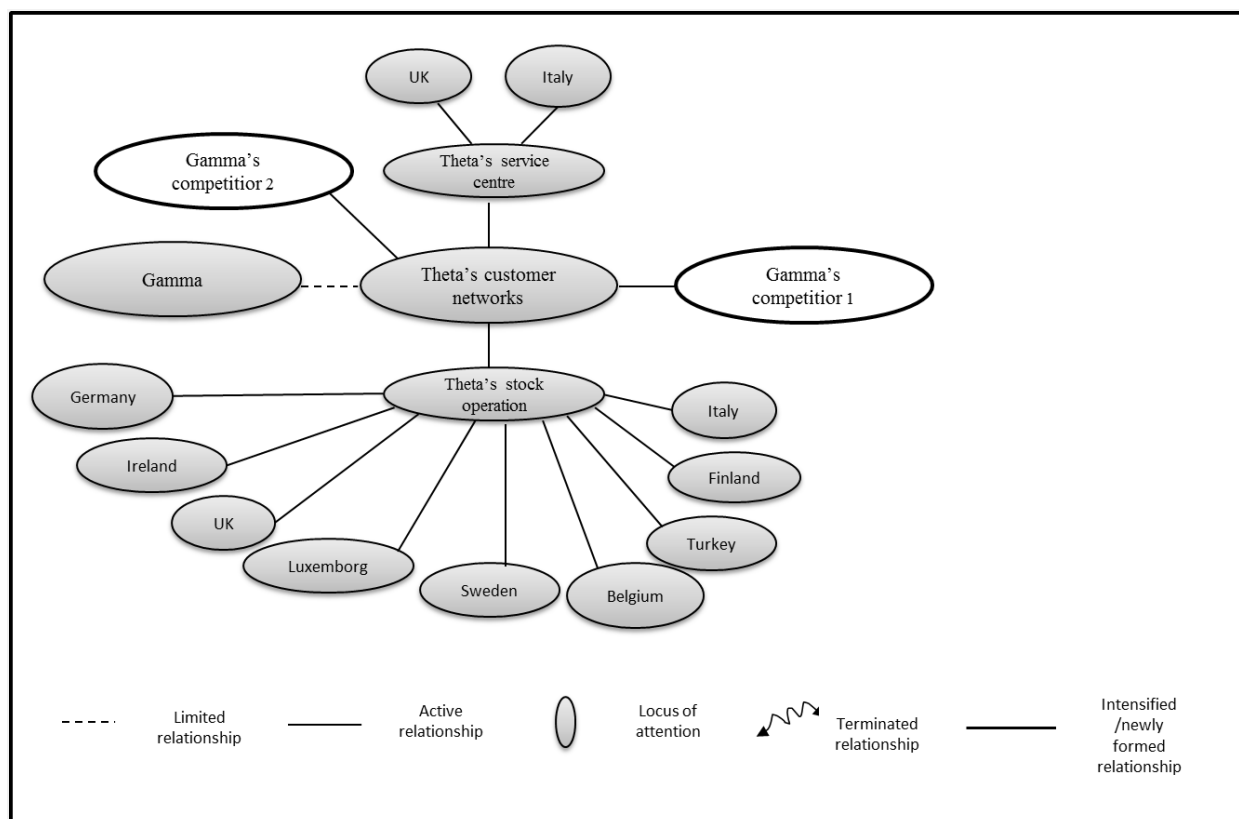 UK
Italy
Theta's service
centre
Gamma's
competitior 2
Gamma
Theta's customer
networks
Gamma's
competitior 1
Theta's stock
operation
Germany
Italy
Ireland
Finland
UK
Turkey
Luxemborg
Sweden
Belgium
Limited
relationship
Active
relationship
Locus of
attention
Terminated
relationship
Intensified
/newly
formed
relationship